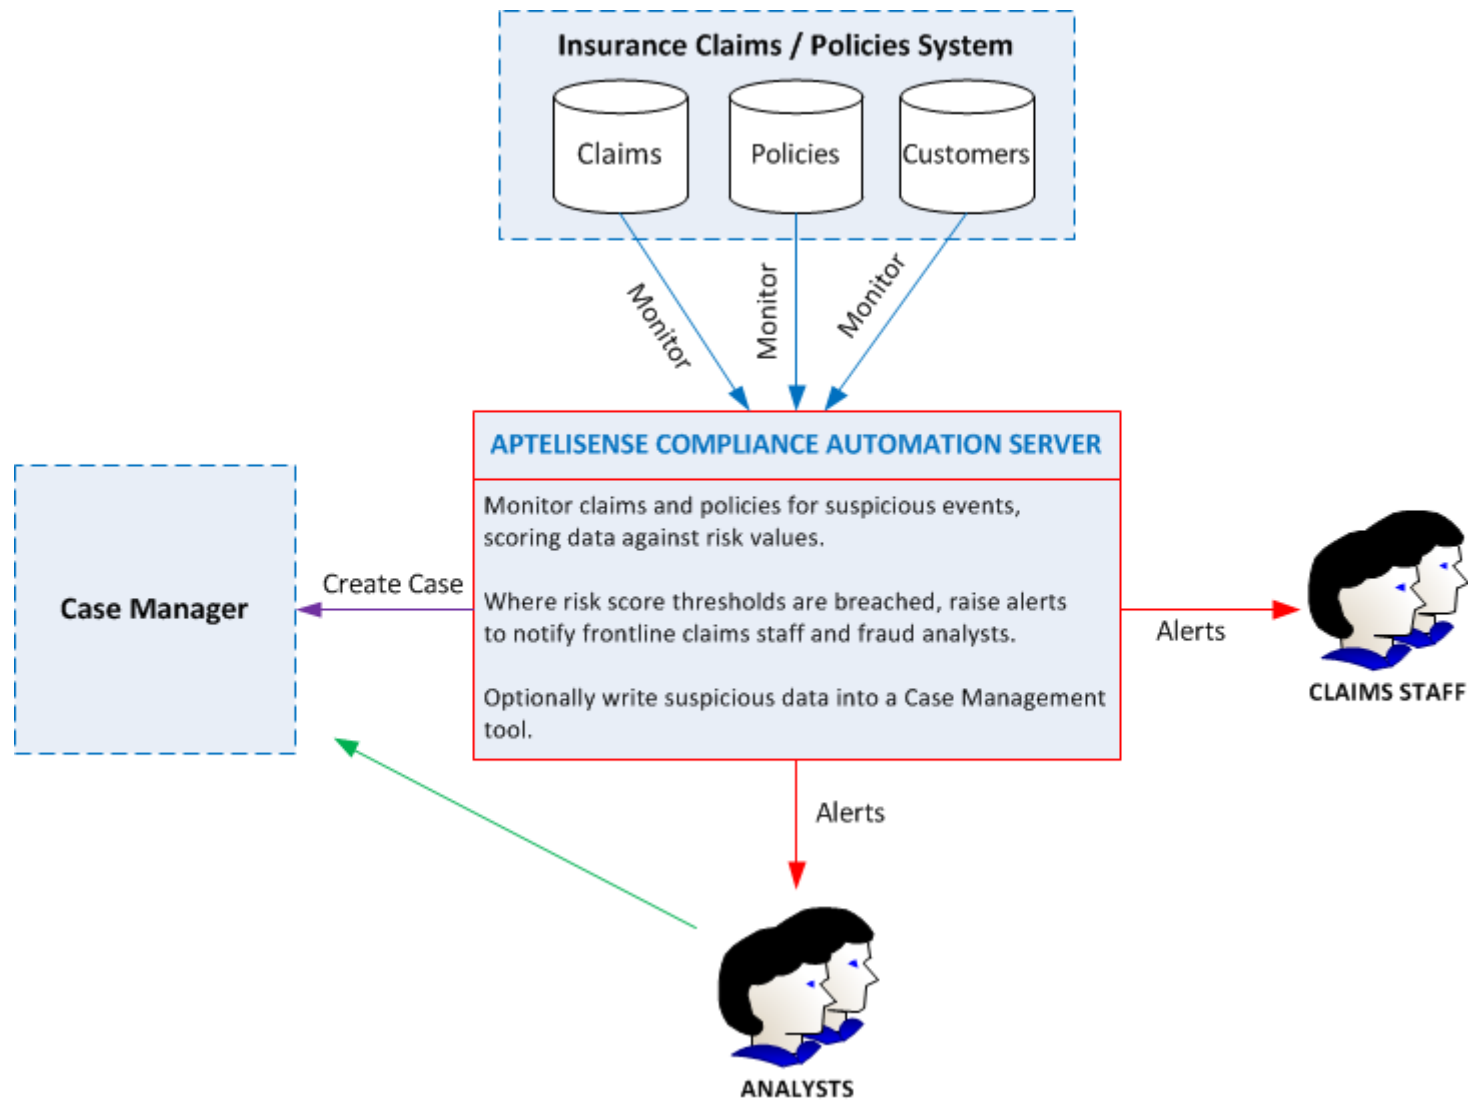 Insurance Claims / Policies System
Claims
Policies
Customers
Monitor
Monitor
Monitor
APTELISENSE COMPLIANCE AUTOMATION SERVER
Monitor claims and policies for suspicious events,
scoring data against risk values.
Where risk score thresholds are breached, raise alerts
to notify frontline claims staff and fraud analysts.
Optionally write suspicious data into a Case Management
tool.
Case Manager
Create Case
Alerts
CLAIMS STAFF
Alerts
ANALYSTS